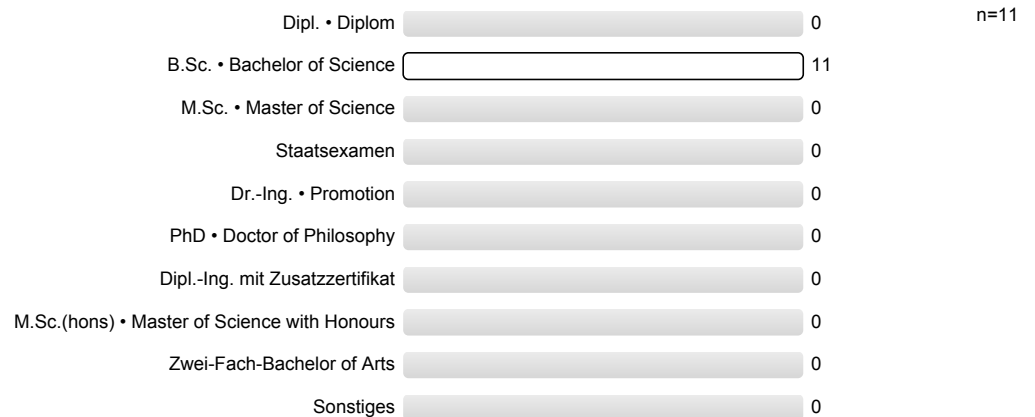 Dipl. • Diplom 0 n=11
B.Sc. • Bachelor of Science 11
M.Sc. • Master of Science 0
Staatsexamen 0
Dr.-Ing. • Promotion 0
PhD • Doctor of Philosophy 0
Dipl.-Ing. mit Zusatzzertifikat 0
M.Sc.(hons) • Master of Science with Honours 0
Zwei-Fach-Bachelor of Arts 0
Sonstiges 0